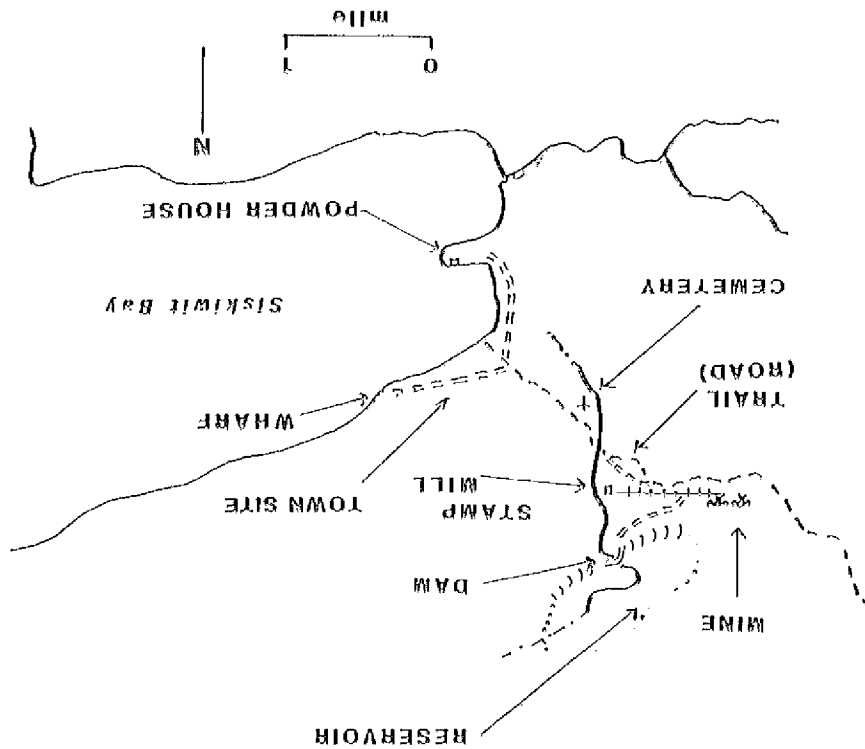 RESERVOIR
MINE
DAM
STAMP
MILL
TOWN SITE
WHARF
TRAIL
(ROAD)
CEMETERY
Siskiwit Bay
POWDER HOUSE
N
0 1
mile